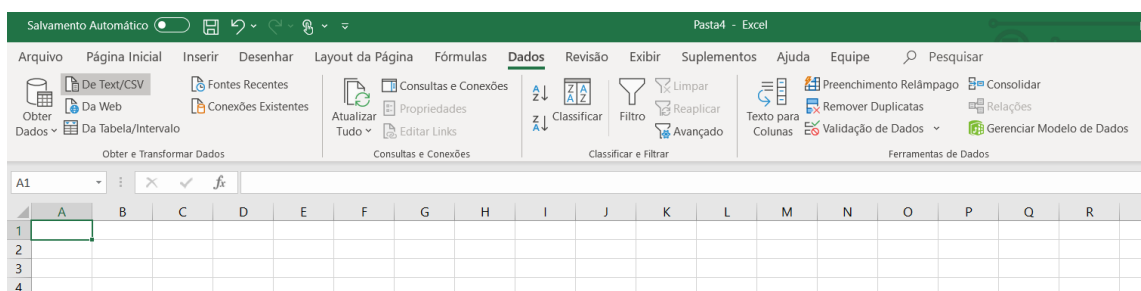 Salvamento Automático
Pasta4 - Excel
Arquivo Página Inicial Inserir Desenhar Layout da Página Fórmulas Dados Revisão Exibir Suplementos Ajuda Equipe Pesquisar
Obter Dados
De Text/CSV
Da Web
Da Tabela/Intervalo
Fontes Recentes
Conexões Existentes
Obter e Transformar Dados
Atualizar Tudo
Consultas e Conexões
Propriedades
Editar Links
Consultas e Conexões
Classificar
Filtro
Limpar
Reaplicar
Avançado
Classificar e Filtrar
Texto para Colunas
Preenchimento Relâmpago
Remover Duplicatas
Validação de Dados
Consolidar
Relações
Gerenciar Modelo de Dados
Ferramentas de Dados
A1 fx
A B C D E F G H I J K L M N O P Q R
1
2
3
4